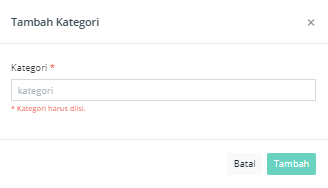 Tambah Kategori ×
Kategori *
kategori
* Kategori harus diisi.
Batal Tambah